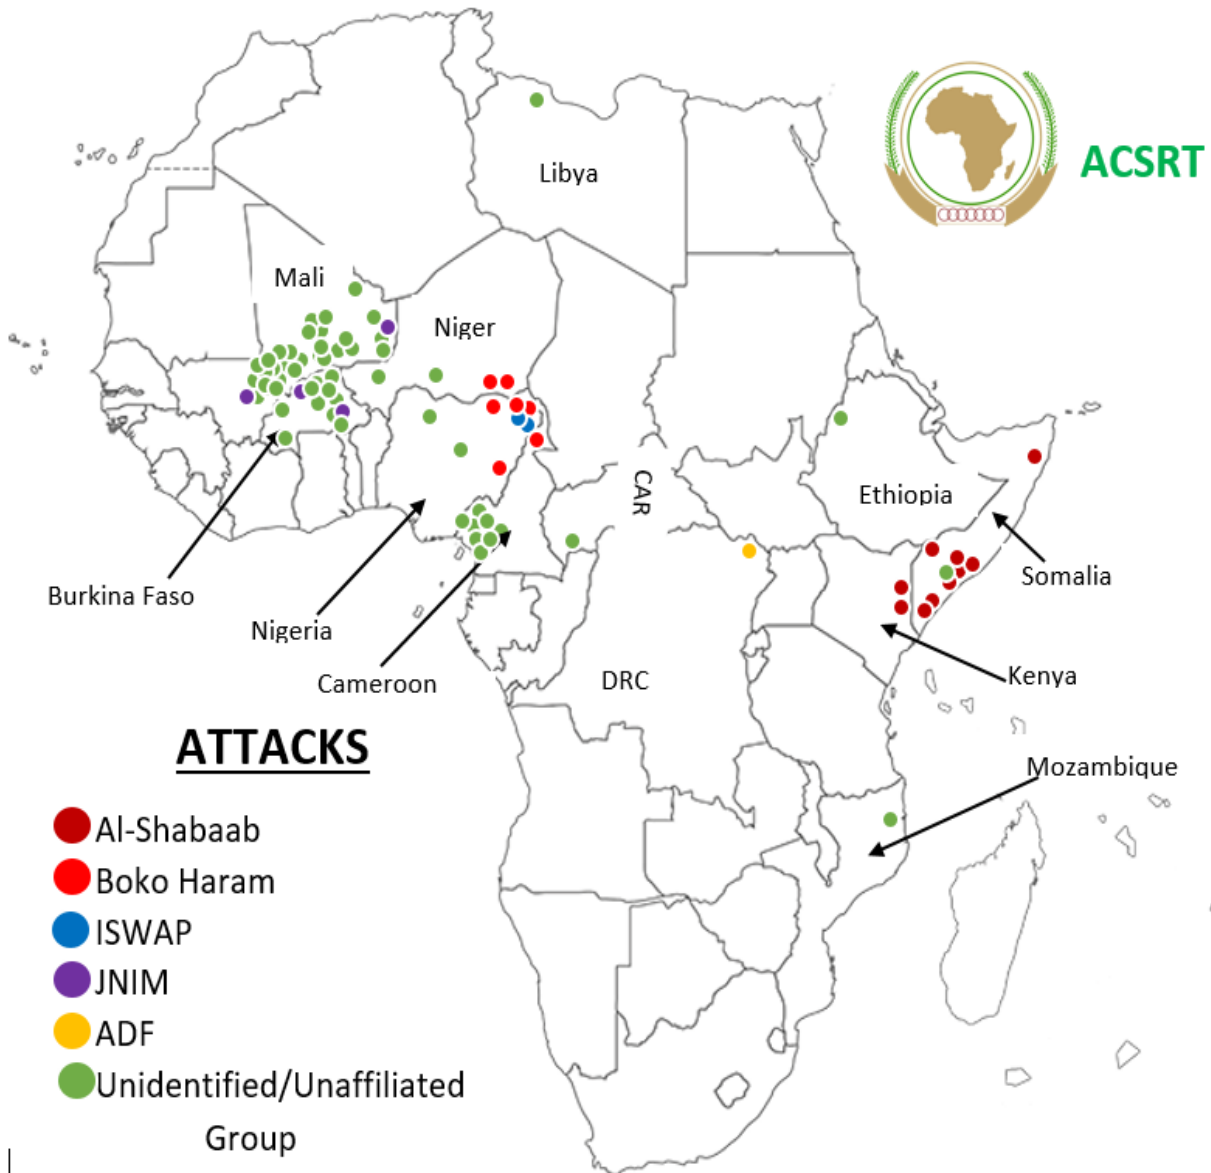 Libya
ACSRT
Mali
Niger
CAR
Ethiopia
Somalia
Burkina Faso
Nigeria
Cameroon
DRC
Kenya
Mozambique
ATTACKS
Al-Shabaab
Boko Haram
ISWAP
JNIM
ADF
Unidentified/Unaffiliated
Group